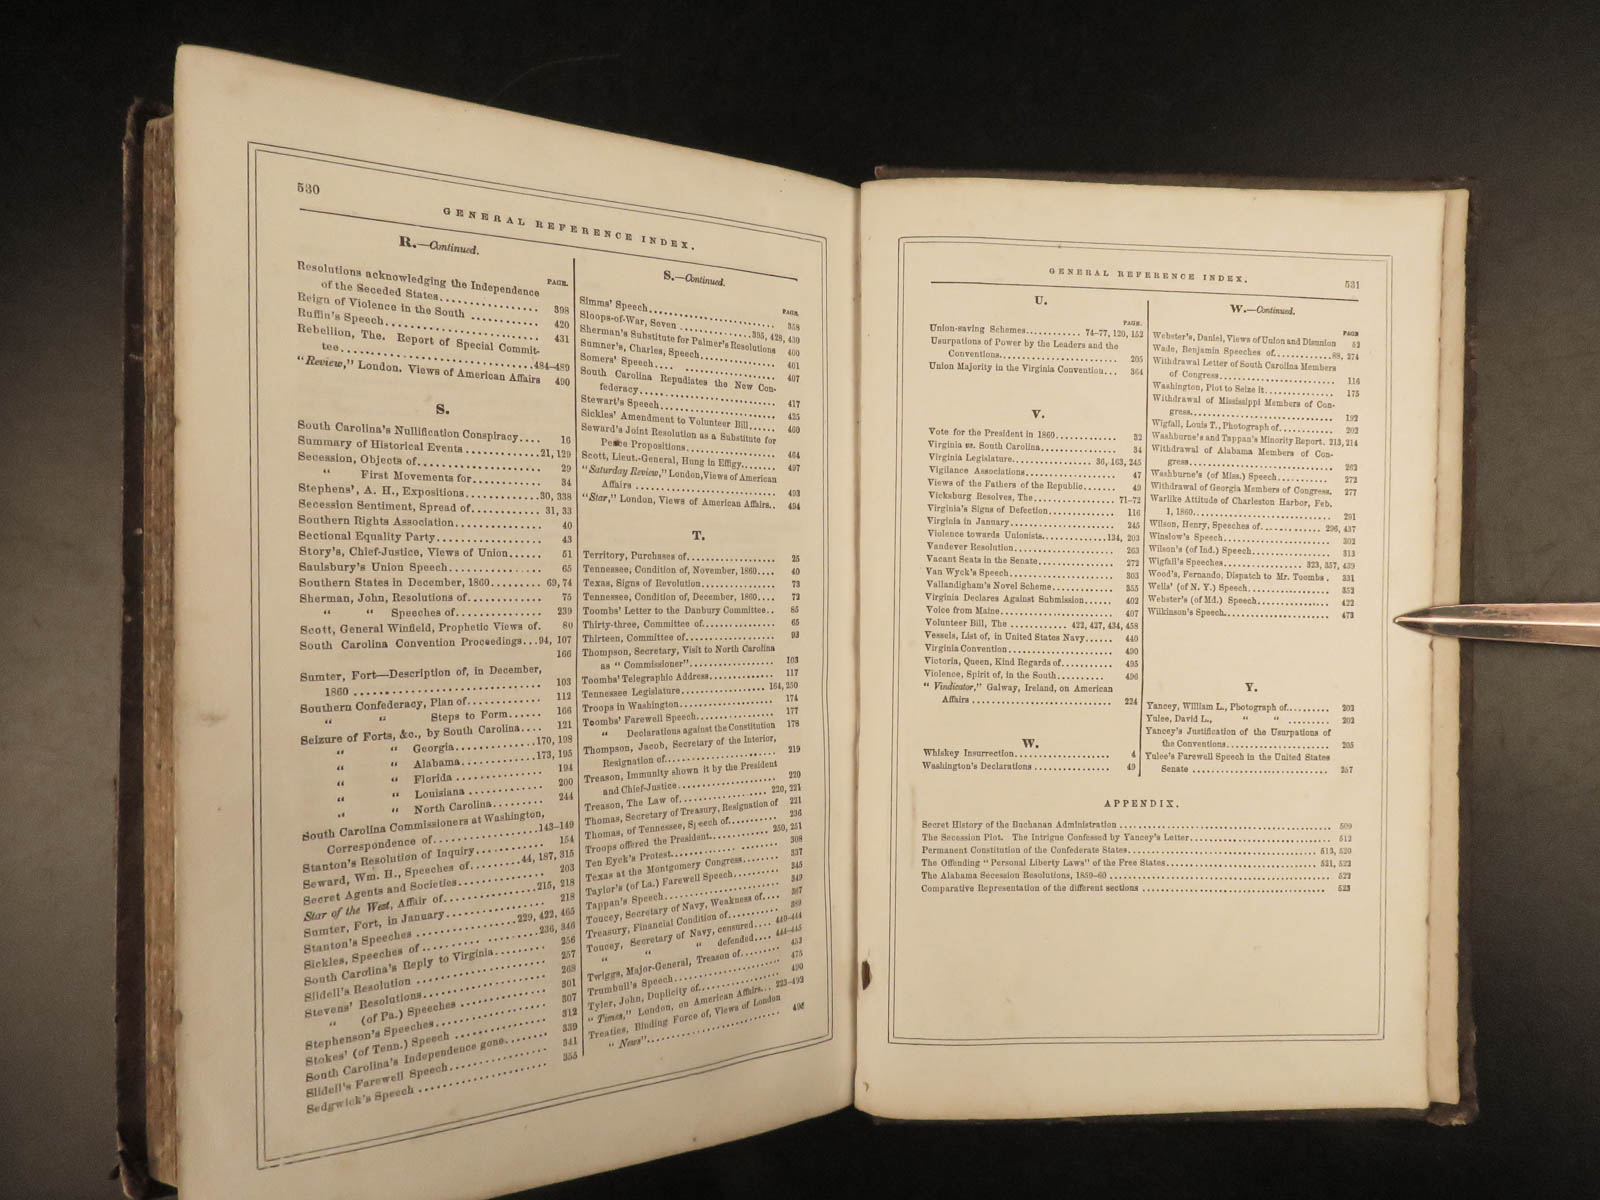 530
GENERAL REFERENCE INDEX.
R.—Continued.
PAGE.
Resolutions acknowledging the Independence
of the Seceded States 398
Reign of Violence in the South 420
Ruffin's Speech 431
Rebellion, The. Report of Special Commit-
tee 484-489
"Review," London, Views of American Affairs 490
S.
South Carolina's Nullification Conspiracy 16
Summary of Historical Events 21, 129
Secession, Objects of 29
" First Movements for 34
Stephens', A. H., Expositions 30, 338
Secession Sentiment, Spread of 31, 33
Southern Rights Association 40
Sectional Equality Party 43
Story's, Chief-Justice, Views of Union 51
Saulsbury's Union Speech 65
Southern States in December, 1860 69, 74
Sherman, John, Resolutions of 75
" " Speeches of 239
Scott, General Winfield, Prophetic Views of. 80
South Carolina Convention Proceedings 94, 107
166
Sumter, Fort—Description of, in December,
1860 103
Southern Confederacy, Plan of 112
" " Steps to Form 166
Seizure of Forts, &c., by South Carolina 121
" " Georgia 170, 198
" " Alabama 173, 195
" " Florida 194
" " Louisiana 200
" " North Carolina 244
South Carolina Commissioners at Washington,
Correspondence of 143-149
Stanton's Resolution of Inquiry 154
Seward, Wm. H., Speeches of 44, 187, 315
Secret Agents and Societies 203
Star of the West, Affair of 215, 218
Sumter, Fort, in January 218
Stanton's Speeches 229, 422, 465
Sickles, Speeches of 236, 346
South Carolina's Reply to Virginia 256
Slidell's Resolution 257
Stevens' Resolutions 268
" (of Pa.) Speeches 301
Stephenson's Speeches 307
Stokes' (of Tenn.) Speech 312
South Carolina's Independence gone 339
Slidell's Farewell Speech 341
Sedgwick's Speech 355
S.—Continued.
PAGE.
Simms' Speech 358
Sloops-of-War, Seven 395, 428, 430
Sherman's Substitute for Palmer's Resolutions 400
Sumner's, Charles, Speech 401
Somers' Speech 407
South Carolina Repudiates the New Con-
federacy 417
Stewart's Speech 425
Sickles' Amendment to Volunteer Bill 460
Seward's Joint Resolution as a Substitute for
Peace Propositions 464
Scott, Lieut.-General, Hung in Effigy 497
"Saturday Review," London, Views of American
Affairs 493
"Star," London, Views of American Affairs 494
T.
Territory, Purchases of 25
Tennessee, Condition of, November, 1860 40
Texas, Signs of Revolution 73
Tennessee, Condition of, December, 1860 72
Toombs' Letter to the Danbury Committee 85
Thirty-three, Committee of 65
Thirteen, Committee of 93
Thompson, Secretary, Visit to North Carolina
as "Commissioner" 103
Toombs' Telegraphic Address 117
Tennessee Legislature 164, 250
Troops in Washington 174
Toombs' Farewell Speech 177
" Declarations against the Constitution 178
Thompson, Jacob, Secretary of the Interior,
Resignation of 219
Treason, Immunity shown it by the President
and Chief-Justice 220
Treason, The Law of 220, 221
Thomas, Secretary of Treasury, Resignation of 221
Thomas, of Tennessee, Speech of 236
Troops offered the President 250, 251
Ten Eyck's Protest 308
Texas at the Montgomery Congress 337
Taylor's (of La.) Farewell Speech 345
Tappan's Speech 349
Toucey, Secretary of Navy, Weakness of 367
Treasury, Financial Condition of 389
Toucey, Secretary of Navy, censured 440-444
" " " defended 444-445
Twiggs, Major-General, Treason of 453
Trumbull's Speech 475
Tyler, John, Duplicity of 490
"Times," London, on American Affairs 223-492
Treaties, Binding Force of, Views of London
"News"
GENERAL REFERENCE INDEX.
531
U.
PAGE.
Union-saving Schemes 74-77, 120, 152
Usurpations of Power by the Leaders and the
Conventions 205
Union Majority in the Virginia Convention 364
V.
Vote for the President in 1860 32
Virginia vs. South Carolina 34
Virginia Legislature 36, 163, 245
Vigilance Associations 47
Views of the Fathers of the Republic 49
Vicksburg Resolves, The 71-72
Virginia's Signs of Defection 116
Virginia in January 245
Violence towards Unionists 134, 203
Vandever Resolution 263
Vacant Seats in the Senate 272
Van Wyck's Speech 303
Vallandigham's Novel Scheme 355
Virginia Declares Against Submission 402
Voice from Maine 407
Volunteer Bill, The 422, 427, 434, 458
Vessels, List of, in United States Navy 440
Virginia Convention 490
Victoria, Queen, Kind Regards of 495
Violence, Spirit of, in the South 496
"Vindicator," Galway, Ireland, on American
Affairs 224
W.
Whiskey Insurrection 4
Washington's Declarations 49
W.—Continued.
PAGE
Webster's, Daniel, Views of Union and Disunion 53
Wade, Benjamin, Speeches of 88, 274
Withdrawal Letter of South Carolina Members
of Congress 116
Washington, Plot to Seize it 175
Withdrawal of Mississippi Members of Con-
gress 192
Wigfall, Louis T., Photograph of 202
Washburne's and Tappan's Minority Report. 213, 214
Withdrawal of Alabama Members of Con-
gress 262
Washburne's (of Miss.) Speech 272
Withdrawal of Georgia Members of Congress. 277
Warlike Attitude of Charleston Harbor, Feb.
1, 1860 291
Wilson, Henry, Speeches of 296, 437
Winslow's Speech 302
Wilson's (of Ind.) Speech 313
Wigfall's Speeches 323, 357, 439
Wood's, Fernando, Dispatch to Mr. Toombs. 331
Wells' (of N. Y.) Speech 352
Webster's (of Md.) Speech 422
Wilkinson's Speech 473
Y.
Yancey, William L., Photograph of 203
Yulee, David L., " " 202
Yancey's Justification of the Usurpations of
the Conventions 205
Yulee's Farewell Speech in the United States
Senate 257
APPENDIX.
Secret History of the Buchanan Administration 509
The Secession Plot. The Intrigue Confessed by Yancey's Letter 512
Permanent Constitution of the Confederate States 513, 520
The Offending "Personal Liberty Laws" of the Free States 521, 522
The Alabama Secession Resolutions, 1859-60 522
Comparative Representation of the different sections 523